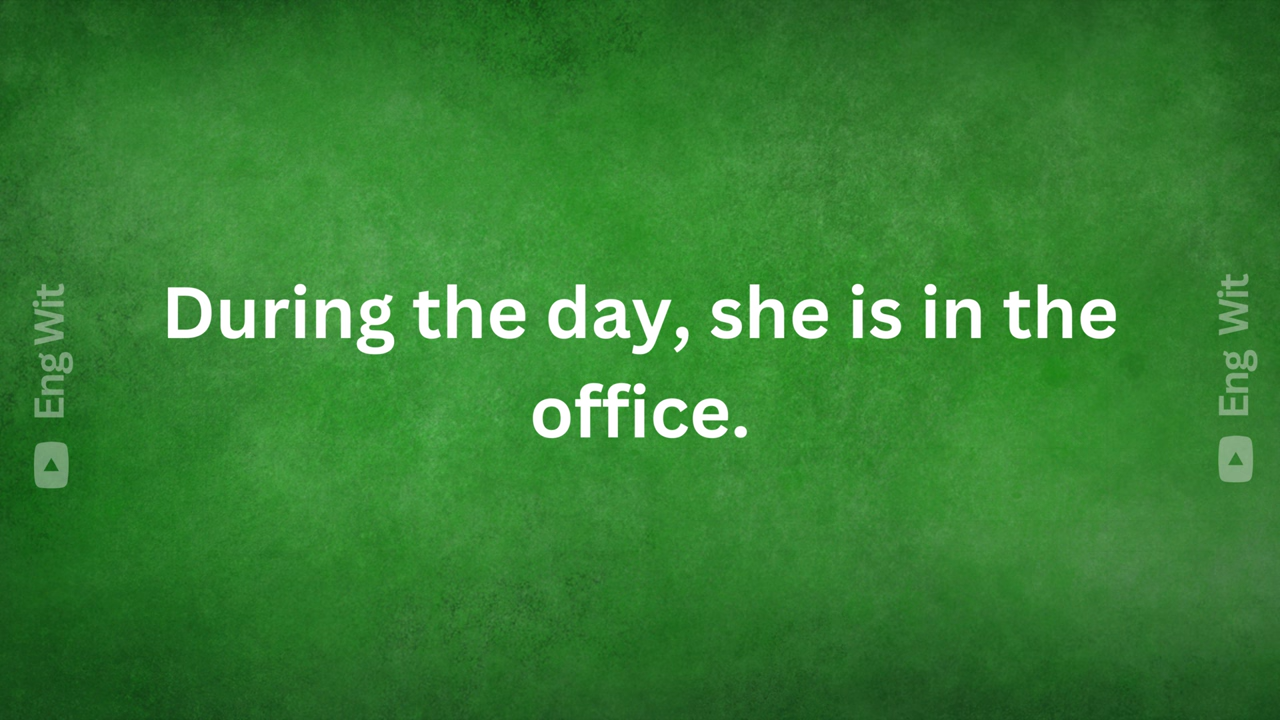 During the day, she is in the
office.
Eng Wit
Eng Wit